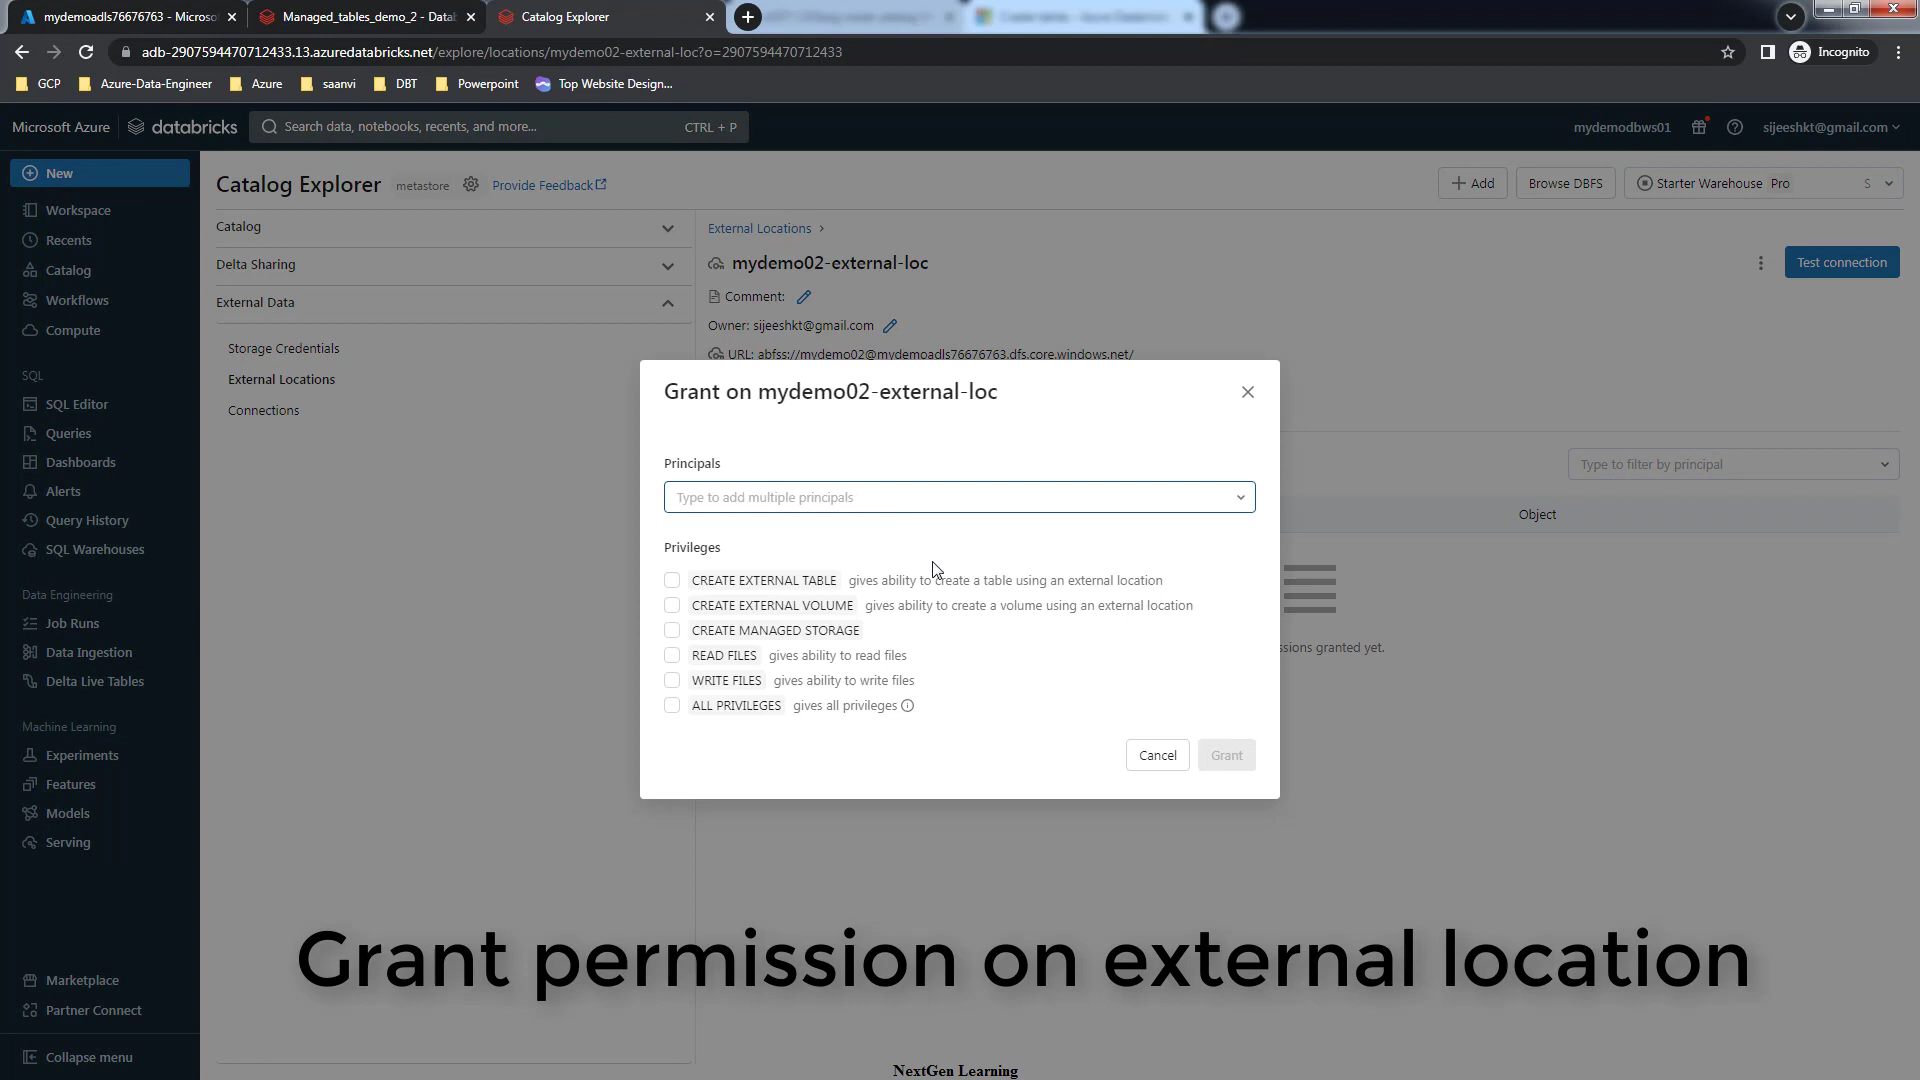 mydemoadls76676763 - Microso
Managed_tables_demo_2 - Datab
Catalog Explorer
adb-2907594470712433.13.azuredatabricks.net/explore/locations/mydemo02-external-loc?o=2907594470712433
Incognito
GCP
Azure-Data-Engineer
Azure
saanvi
DBT
Powerpoint
Top Website Design...
Microsoft Azure
databricks
Search data, notebooks, recents, and more...
CTRL + P
mydemodbws01
sijeeshkt@gmail.com
New
Workspace
Recents
Catalog
Workflows
Compute
SQL
SQL Editor
Queries
Dashboards
Alerts
Query History
SQL Warehouses
Data Engineering
Job Runs
Data Ingestion
Delta Live Tables
Machine Learning
Experiments
Features
Models
Serving
Marketplace
Partner Connect
Collapse menu
Catalog Explorer
metastore
Provide Feedback
Add
Browse DBFS
Starter Warehouse Pro S
Catalog
Delta Sharing
External Data
Storage Credentials
External Locations
Connections
External Locations >
mydemo02-external-loc
Test connection
Comment:
Owner: sijeeshkt@gmail.com
URL: abfss://mydemo02@mydemoadls76676763.dfs.core.windows.net/
Type to filter by principal
Object
ssions granted yet.
Grant on mydemo02-external-loc
Principals
Type to add multiple principals
Privileges
CREATE EXTERNAL TABLE gives ability to create a table using an external location
CREATE EXTERNAL VOLUME gives ability to create a volume using an external location
CREATE MANAGED STORAGE
READ FILES gives ability to read files
WRITE FILES gives ability to write files
ALL PRIVILEGES gives all privileges
Cancel
Grant
Grant permission on external location
NextGen Learning